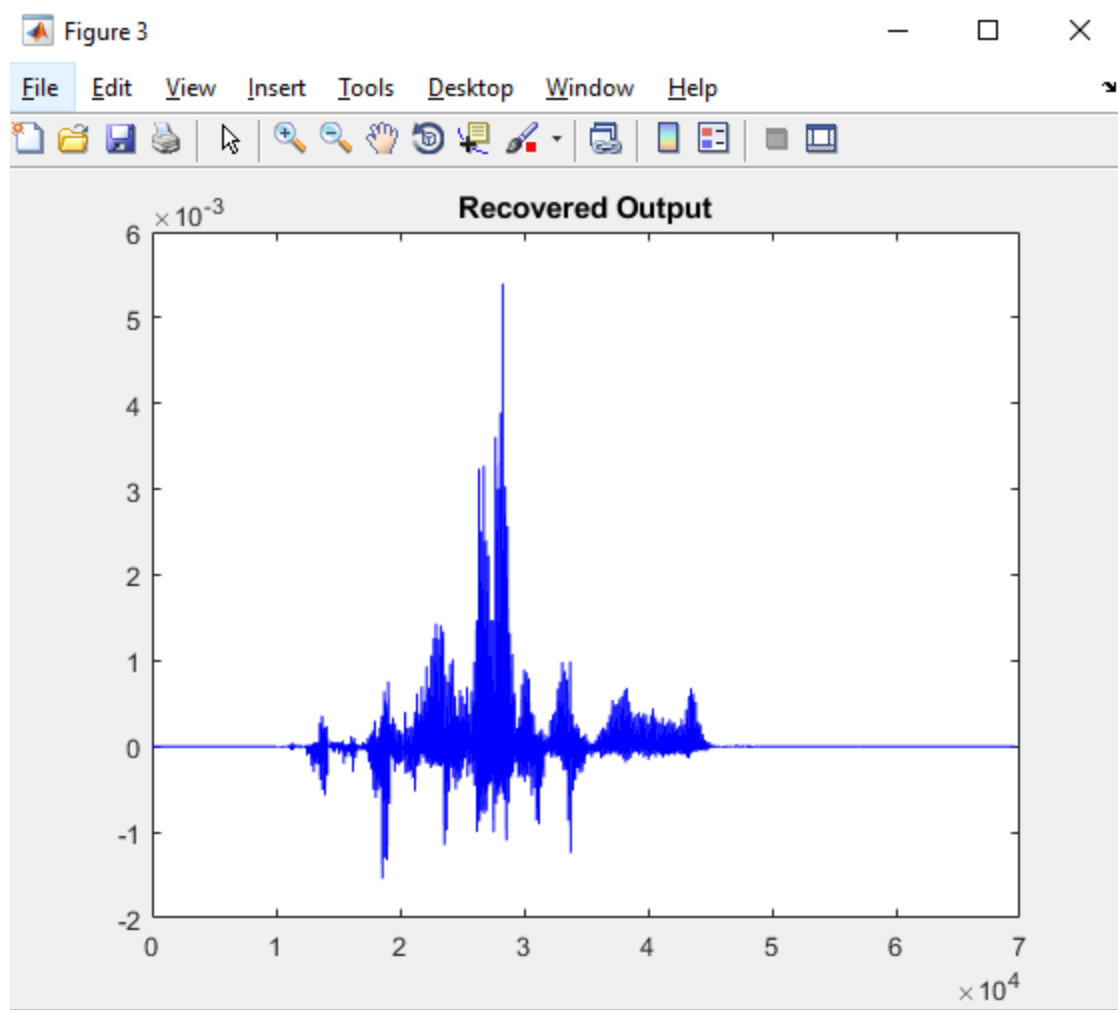 Figure 3
File Edit View Insert Tools Desktop Window Help
Recovered Output
×10⁻³
6
5
4
3
2
1
0
-1
-2
0 1 2 3 4 5 6 7
×10⁴